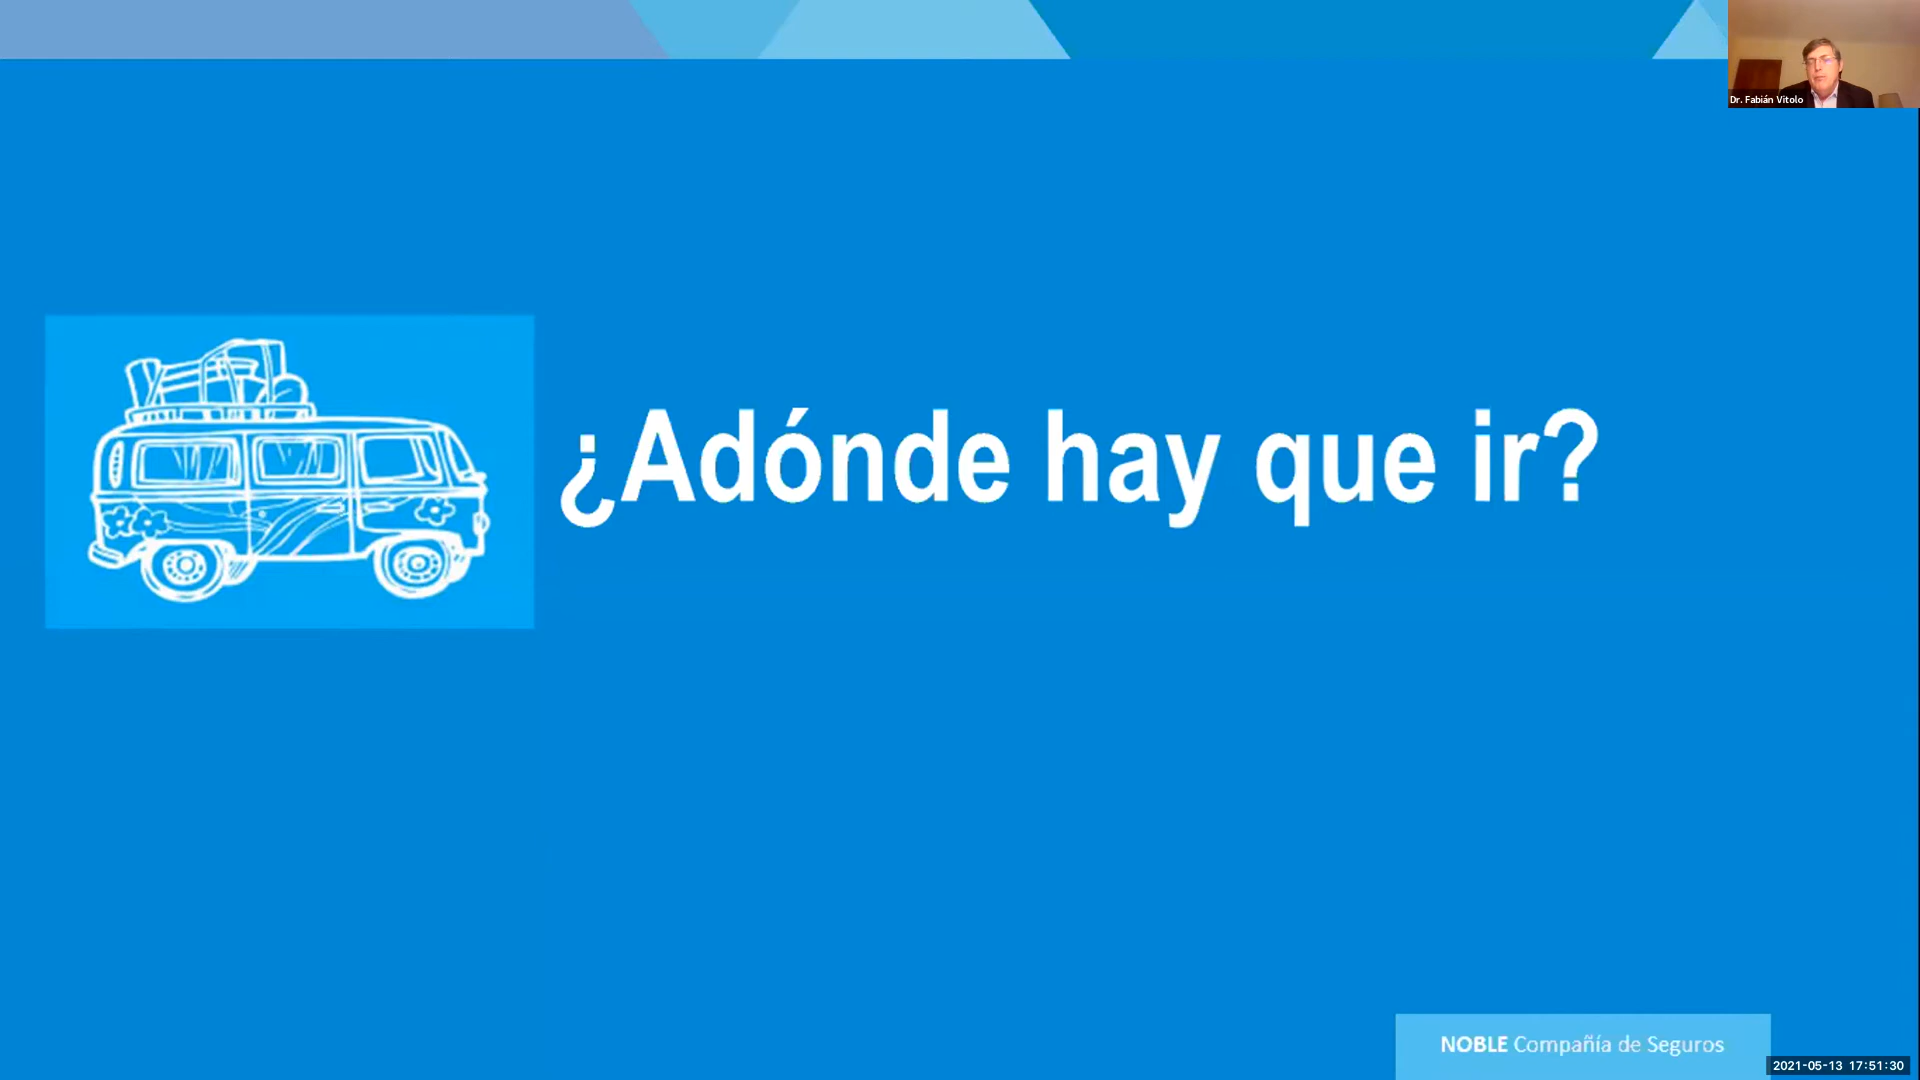 Dr. Fabián Vitolo
¿Adónde hay que ir?
NOBLE Compañía de Seguros
2021-05-13 17:51:30